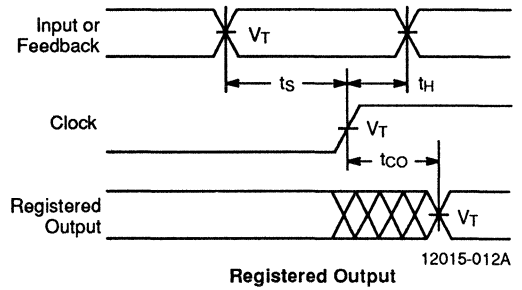 Input or
Feedback
VT
tS
tH
Clock
VT
tCO
Registered
Output
VT
12015-012A
Registered Output